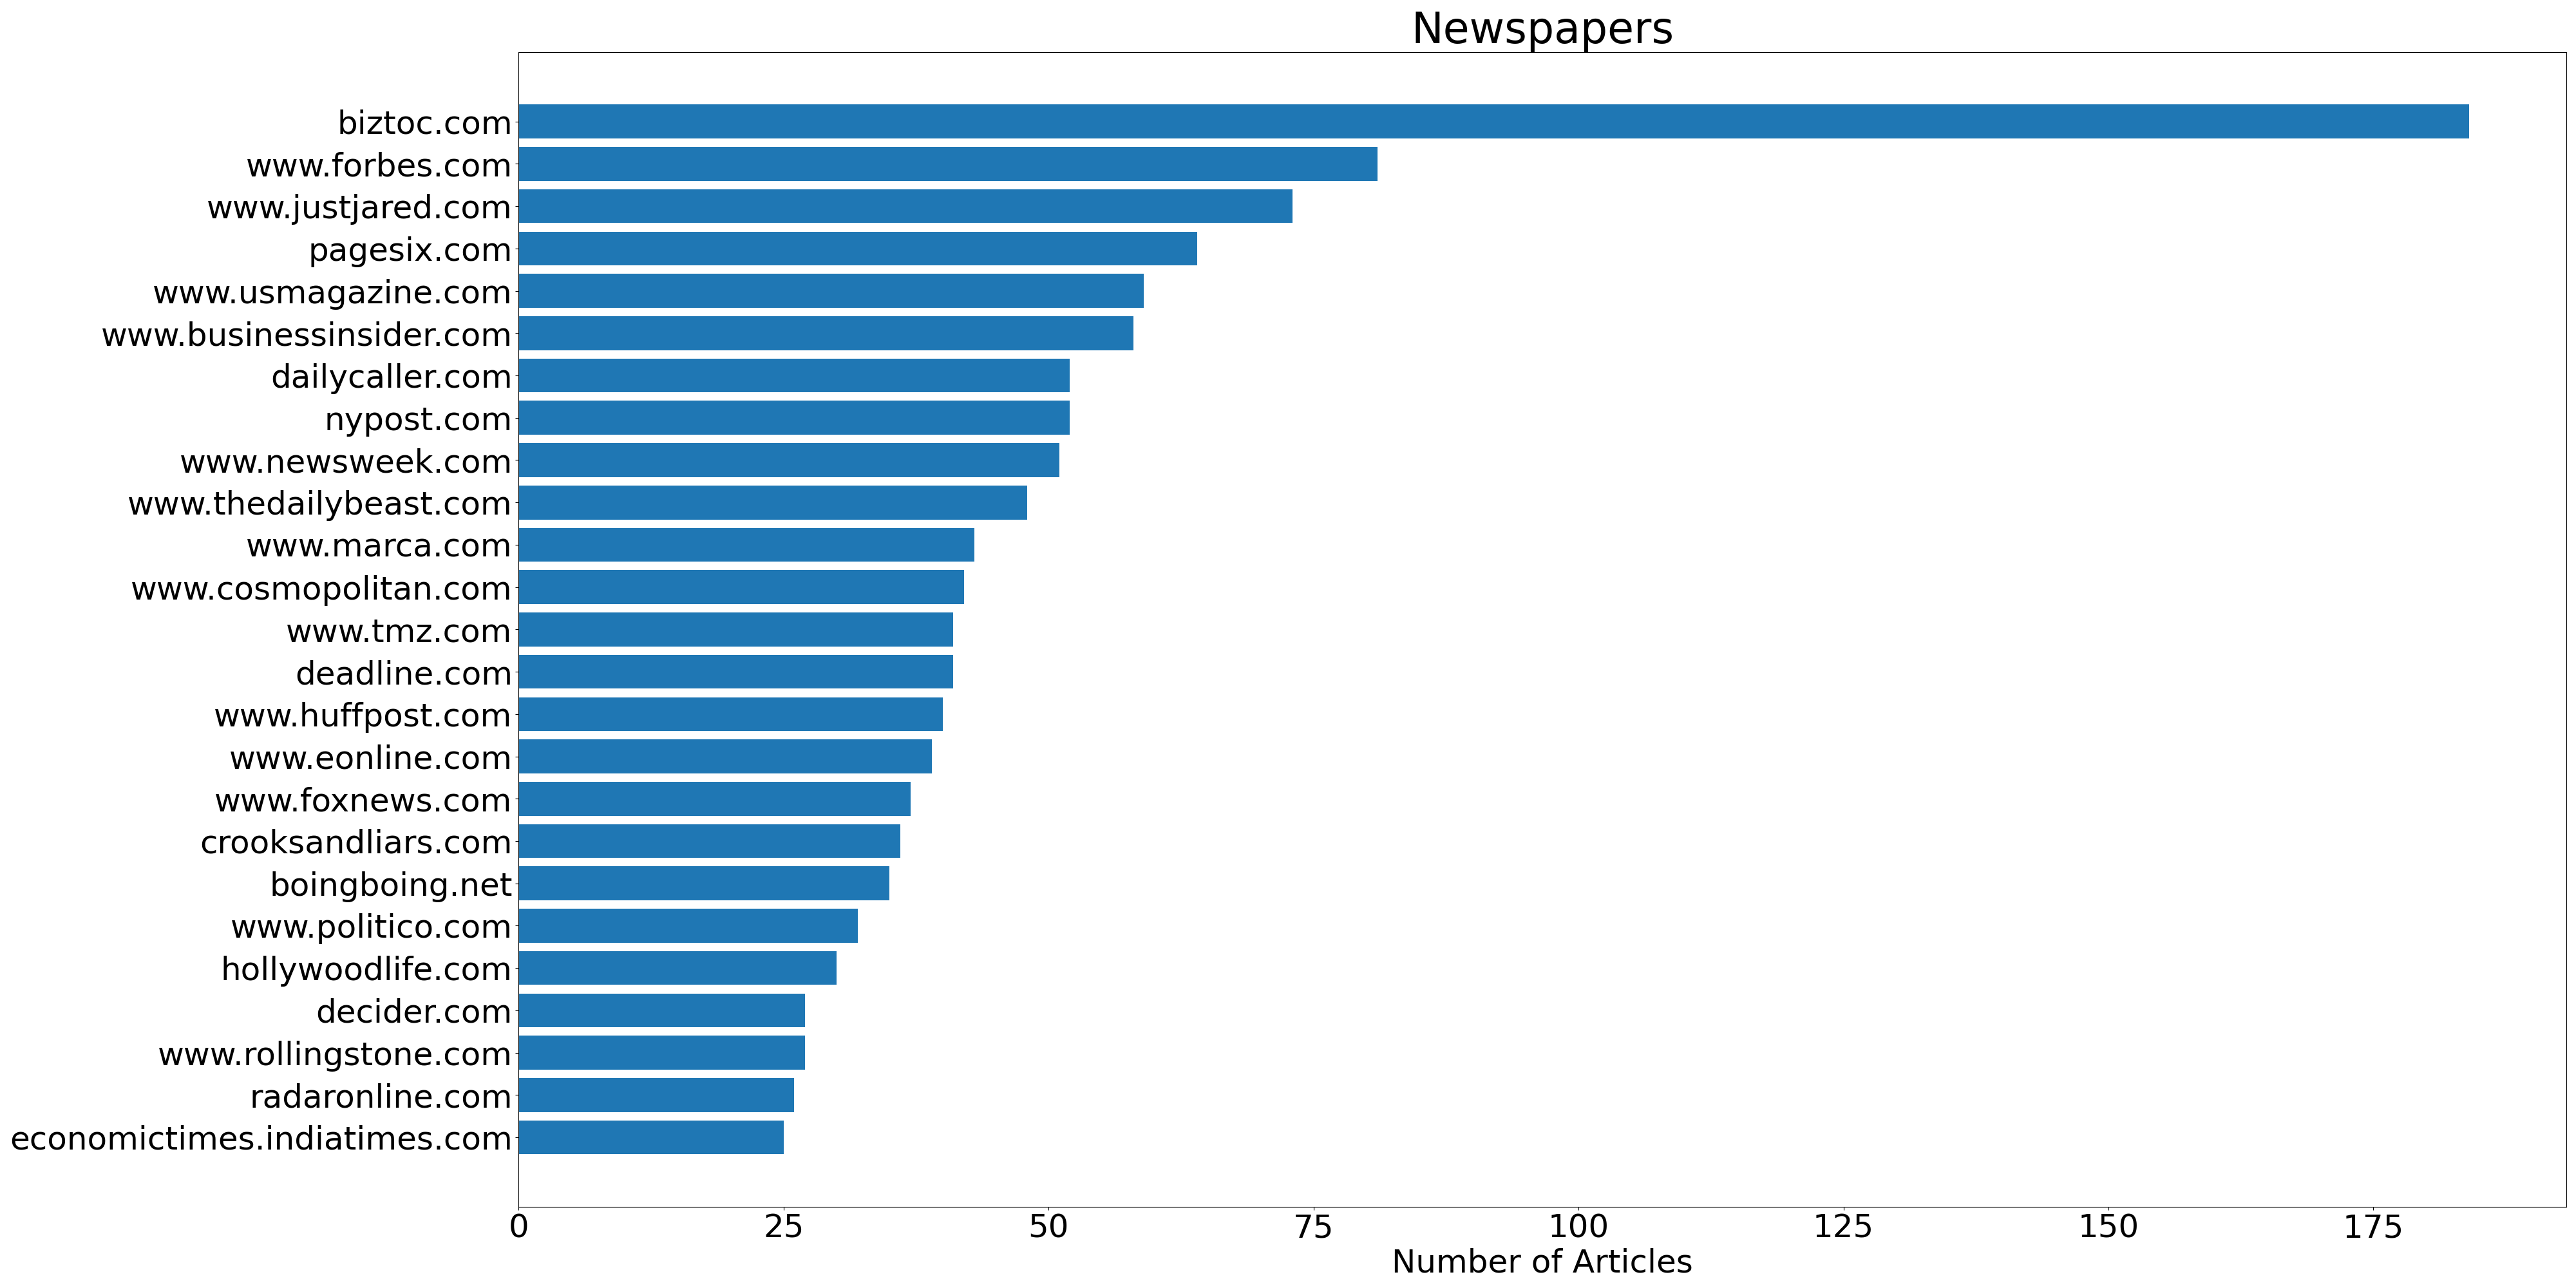 Newspapers
biztoc.com
www.forbes.com
www.justjared.com
pagesix.com
www.usmagazine.com
www.businessinsider.com
dailycaller.com
nypost.com
www.newsweek.com
www.thedailybeast.com
www.marca.com
www.cosmopolitan.com
www.tmz.com
deadline.com
www.huffpost.com
www.eonline.com
www.foxnews.com
crooksandliars.com
boingboing.net
www.politico.com
hollywoodlife.com
decider.com
www.rollingstone.com
radaronline.com
economictimes.indiatimes.com
0 25 50 75 100 125 150 175
Number of Articles